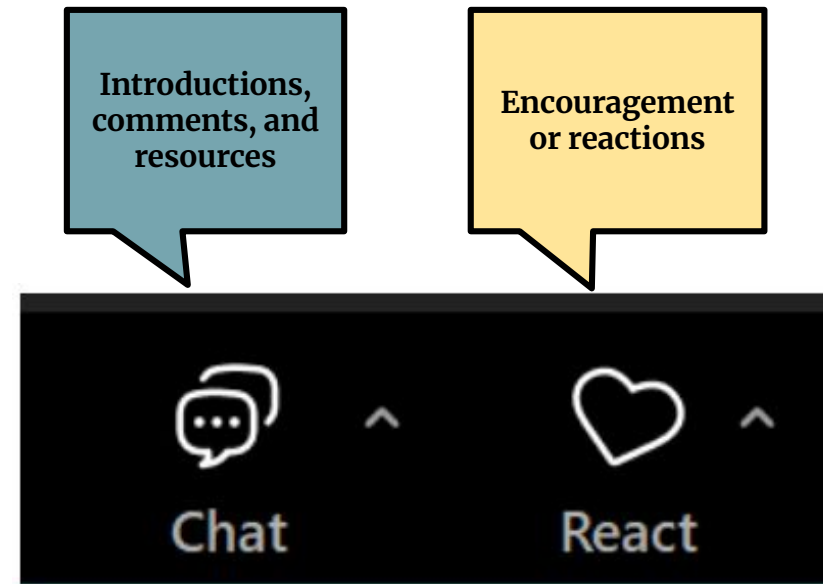 Introductions,
comments, and
resources
Encouragement
or reactions
Chat
React